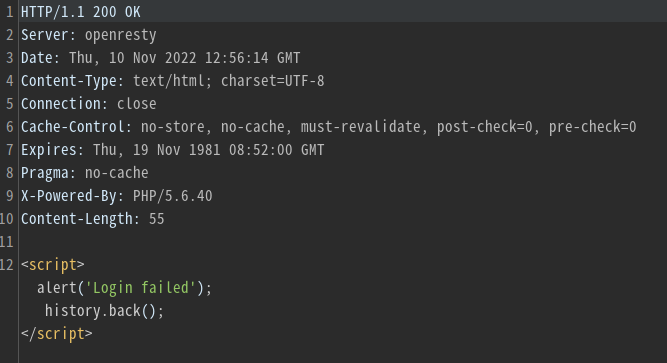 1 HTTP/1.1 200 OK
2 Server: openresty
3 Date: Thu, 10 Nov 2022 12:56:14 GMT
4 Content-Type: text/html; charset=UTF-8
5 Connection: close
6 Cache-Control: no-store, no-cache, must-revalidate, post-check=0, pre-check=0
7 Expires: Thu, 19 Nov 1981 08:52:00 GMT
8 Pragma: no-cache
9 X-Powered-By: PHP/5.6.40
10 Content-Length: 55
11
12 <script>
alert('Login failed');
history.back();
</script>